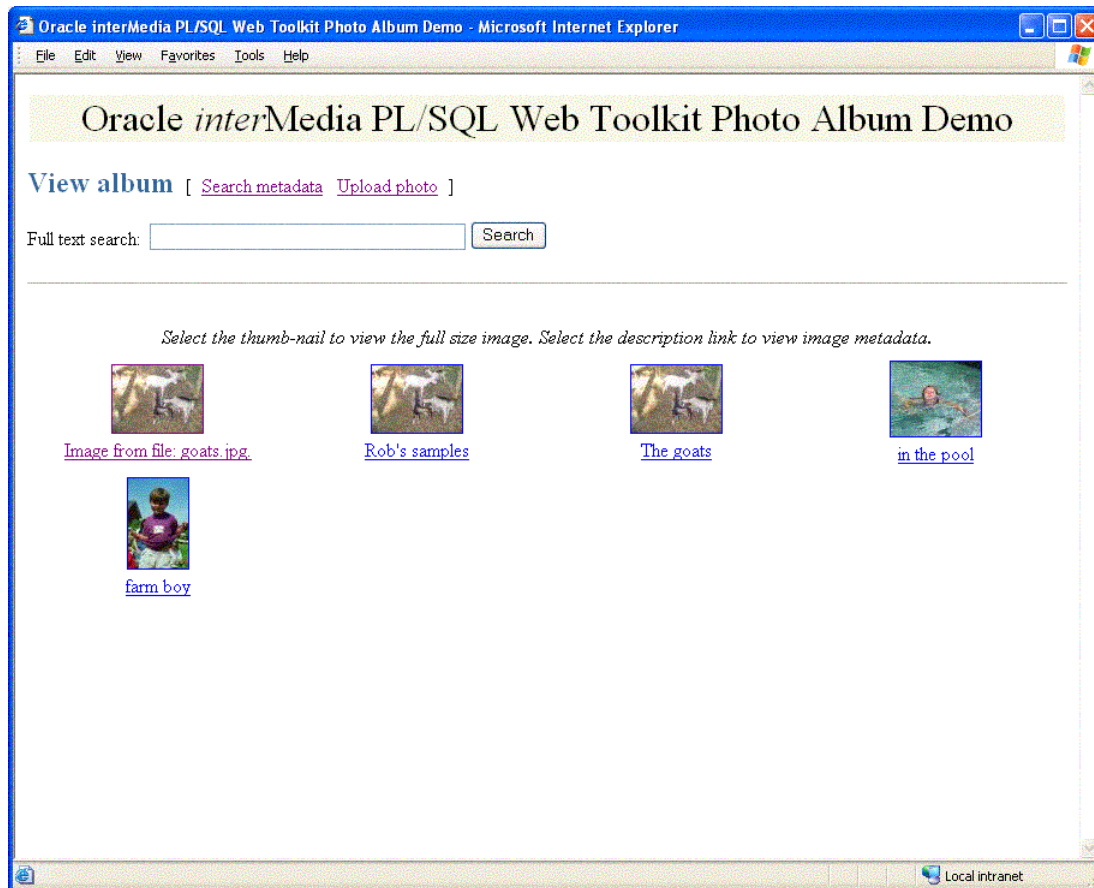 Oracle interMedia PL/SQL Web Toolkit Photo Album Demo - Microsoft Internet Explorer
File Edit View Favorites Tools Help
Oracle interMedia PL/SQL Web Toolkit Photo Album Demo
View album [ Search metadata Upload photo ]
Full text search: Search
Select the thumb-nail to view the full size image. Select the description link to view image metadata.
Image from file: goats.jpg. Rob's samples The goats in the pool
farm boy
Local intranet